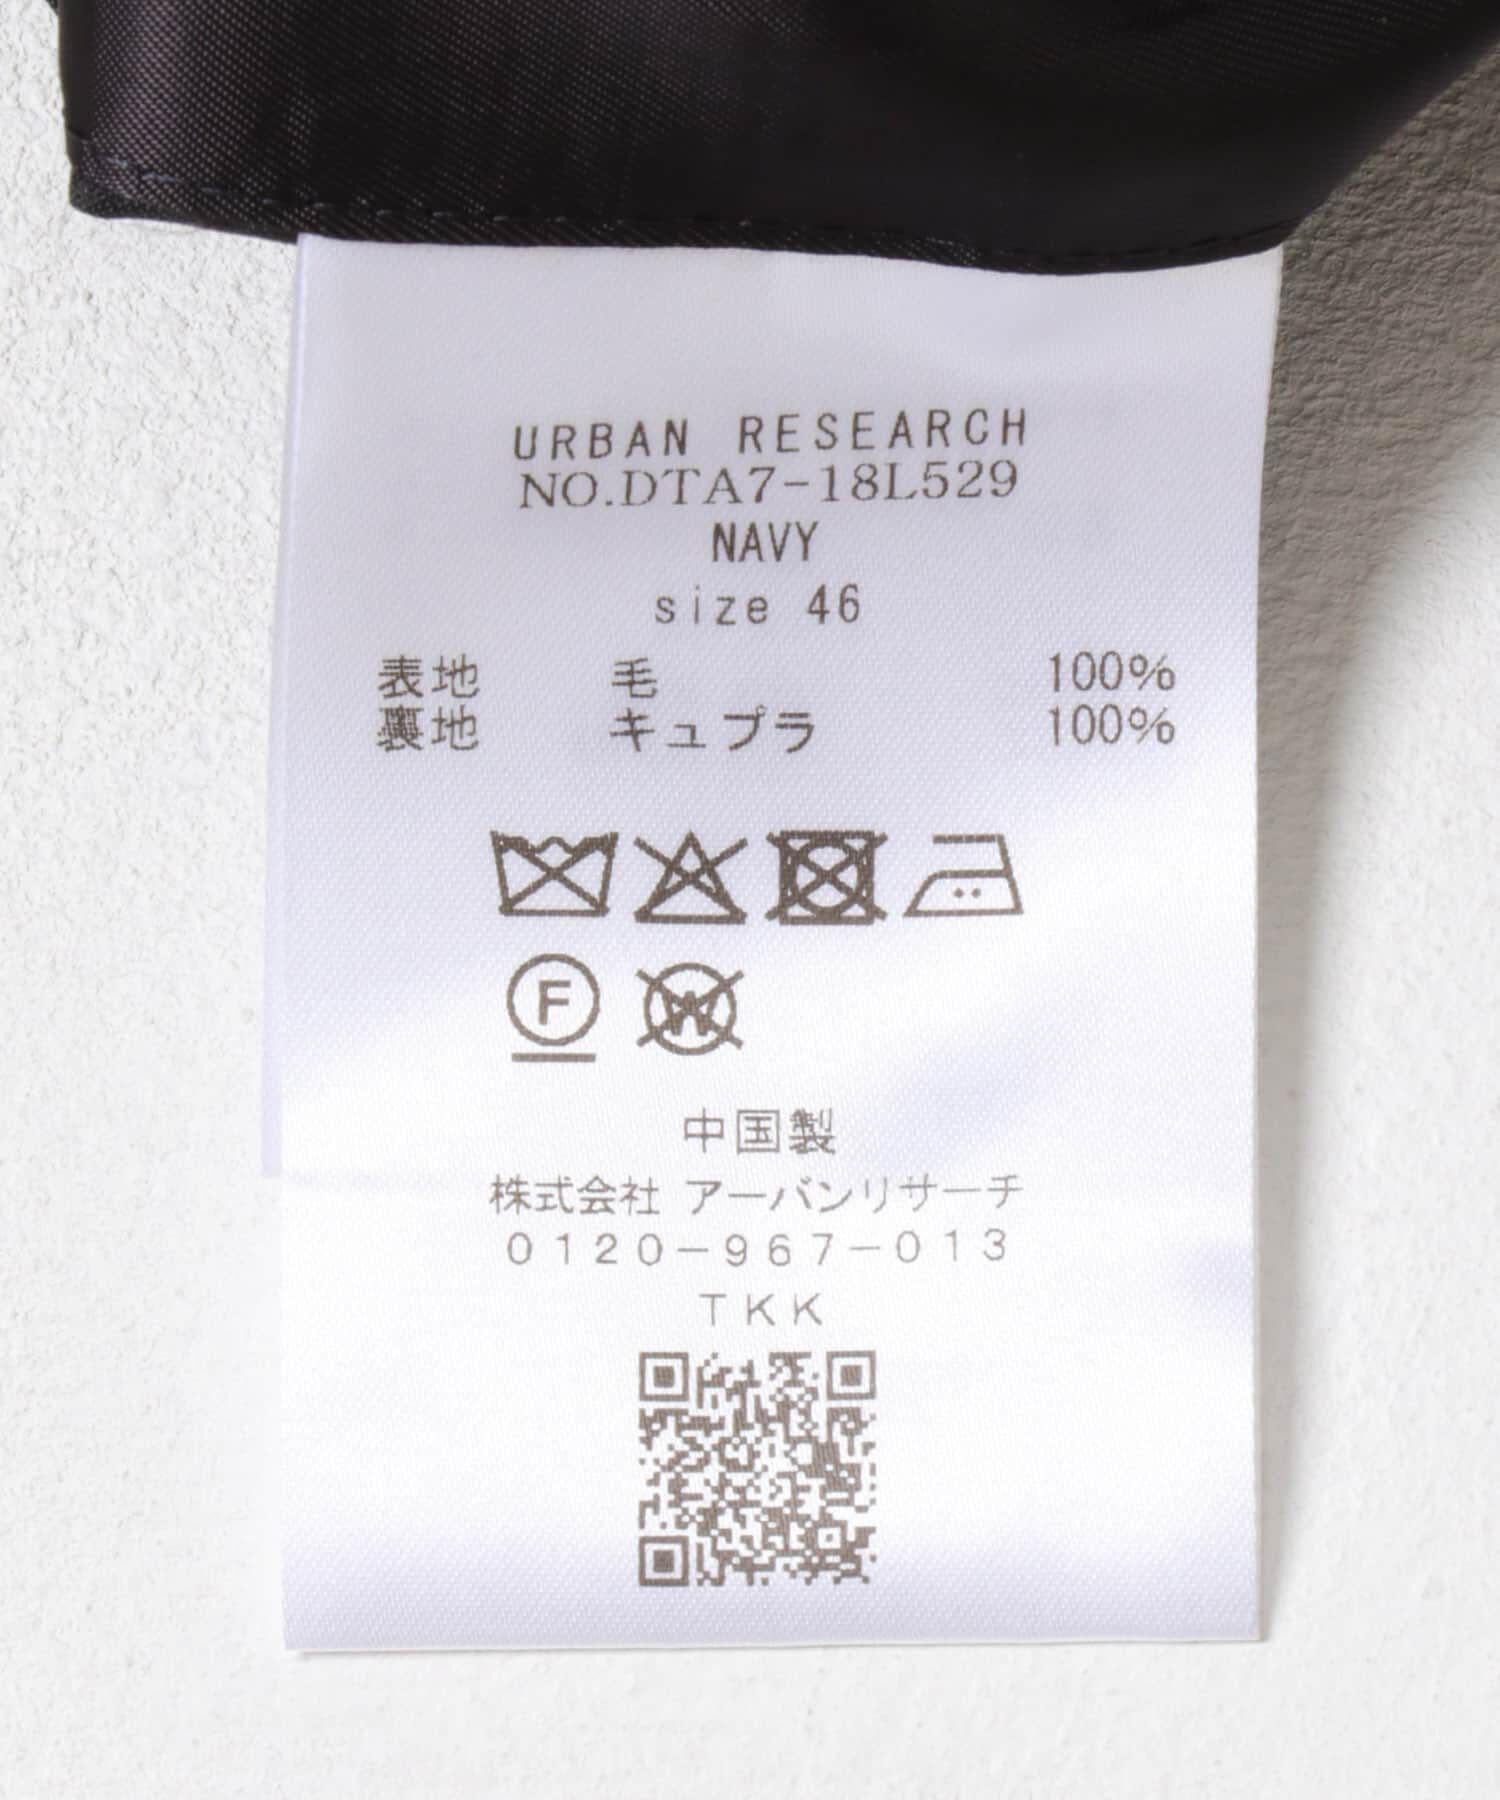 URBAN RESEARCH
NO.DTA7-18L529
NAVY
size 46
表地 毛 100%
裏地 キュプラ 100%
F
W
中国製
株式会社 アーバンリサーチ
0120-967-013
TKK